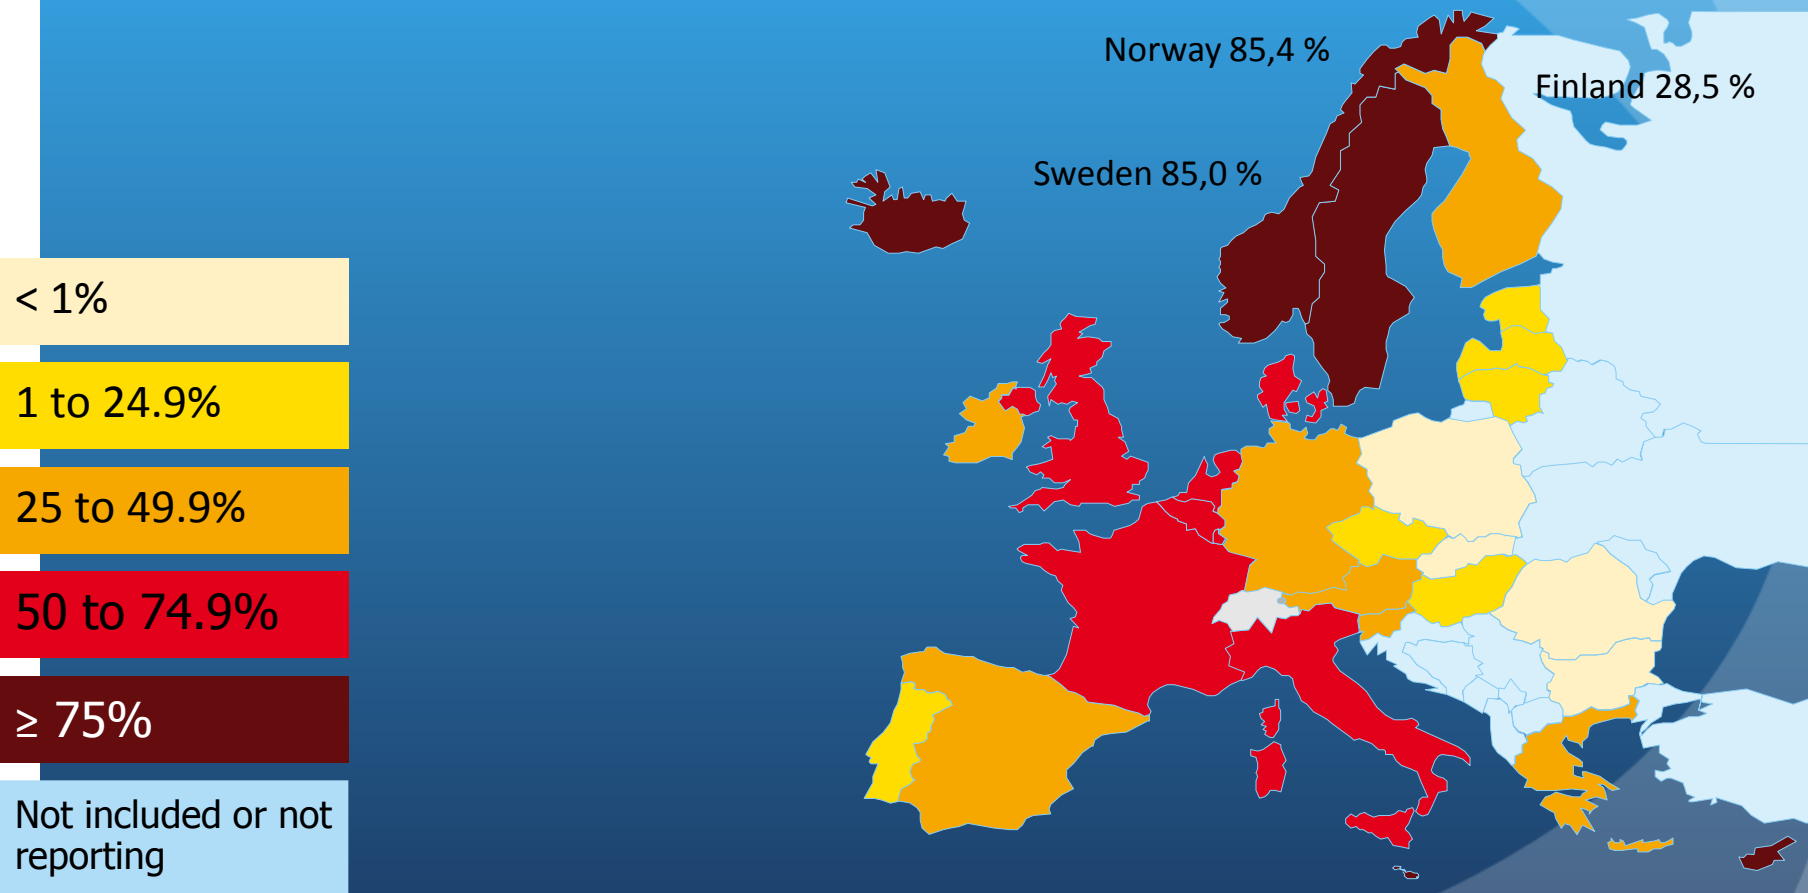 Norway 85,4 %
Finland 28,5 %
Sweden 85,0 %
< 1%
1 to 24.9%
25 to 49.9%
50 to 74.9%
≥ 75%
Not included or not
reporting